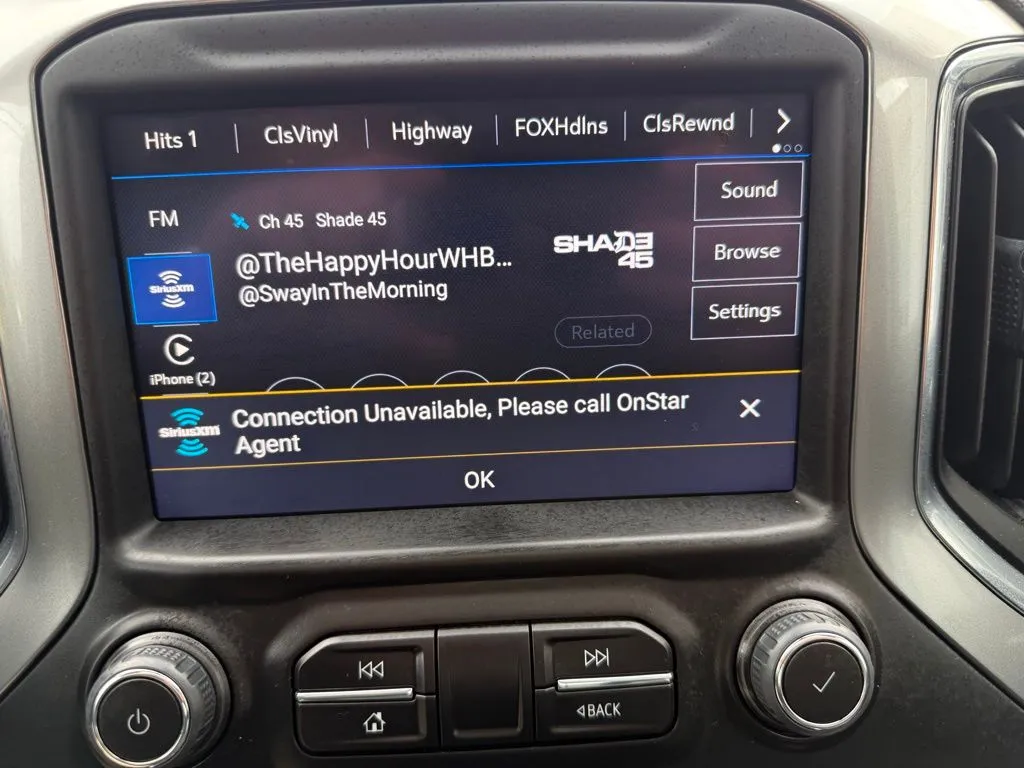 Hits 1
ClsVinyl
Highway
FOXHdlns
ClsRewnd
FM
Ch 45 Shade 45
SHADE
45
Sound
@TheHappyHourWHB...
@SwayInTheMorning
SiriusXM
Browse
Settings
Related
iPhone (2)
SiriusXM
Connection Unavailable, Please call OnStar
Agent
OK
BACK